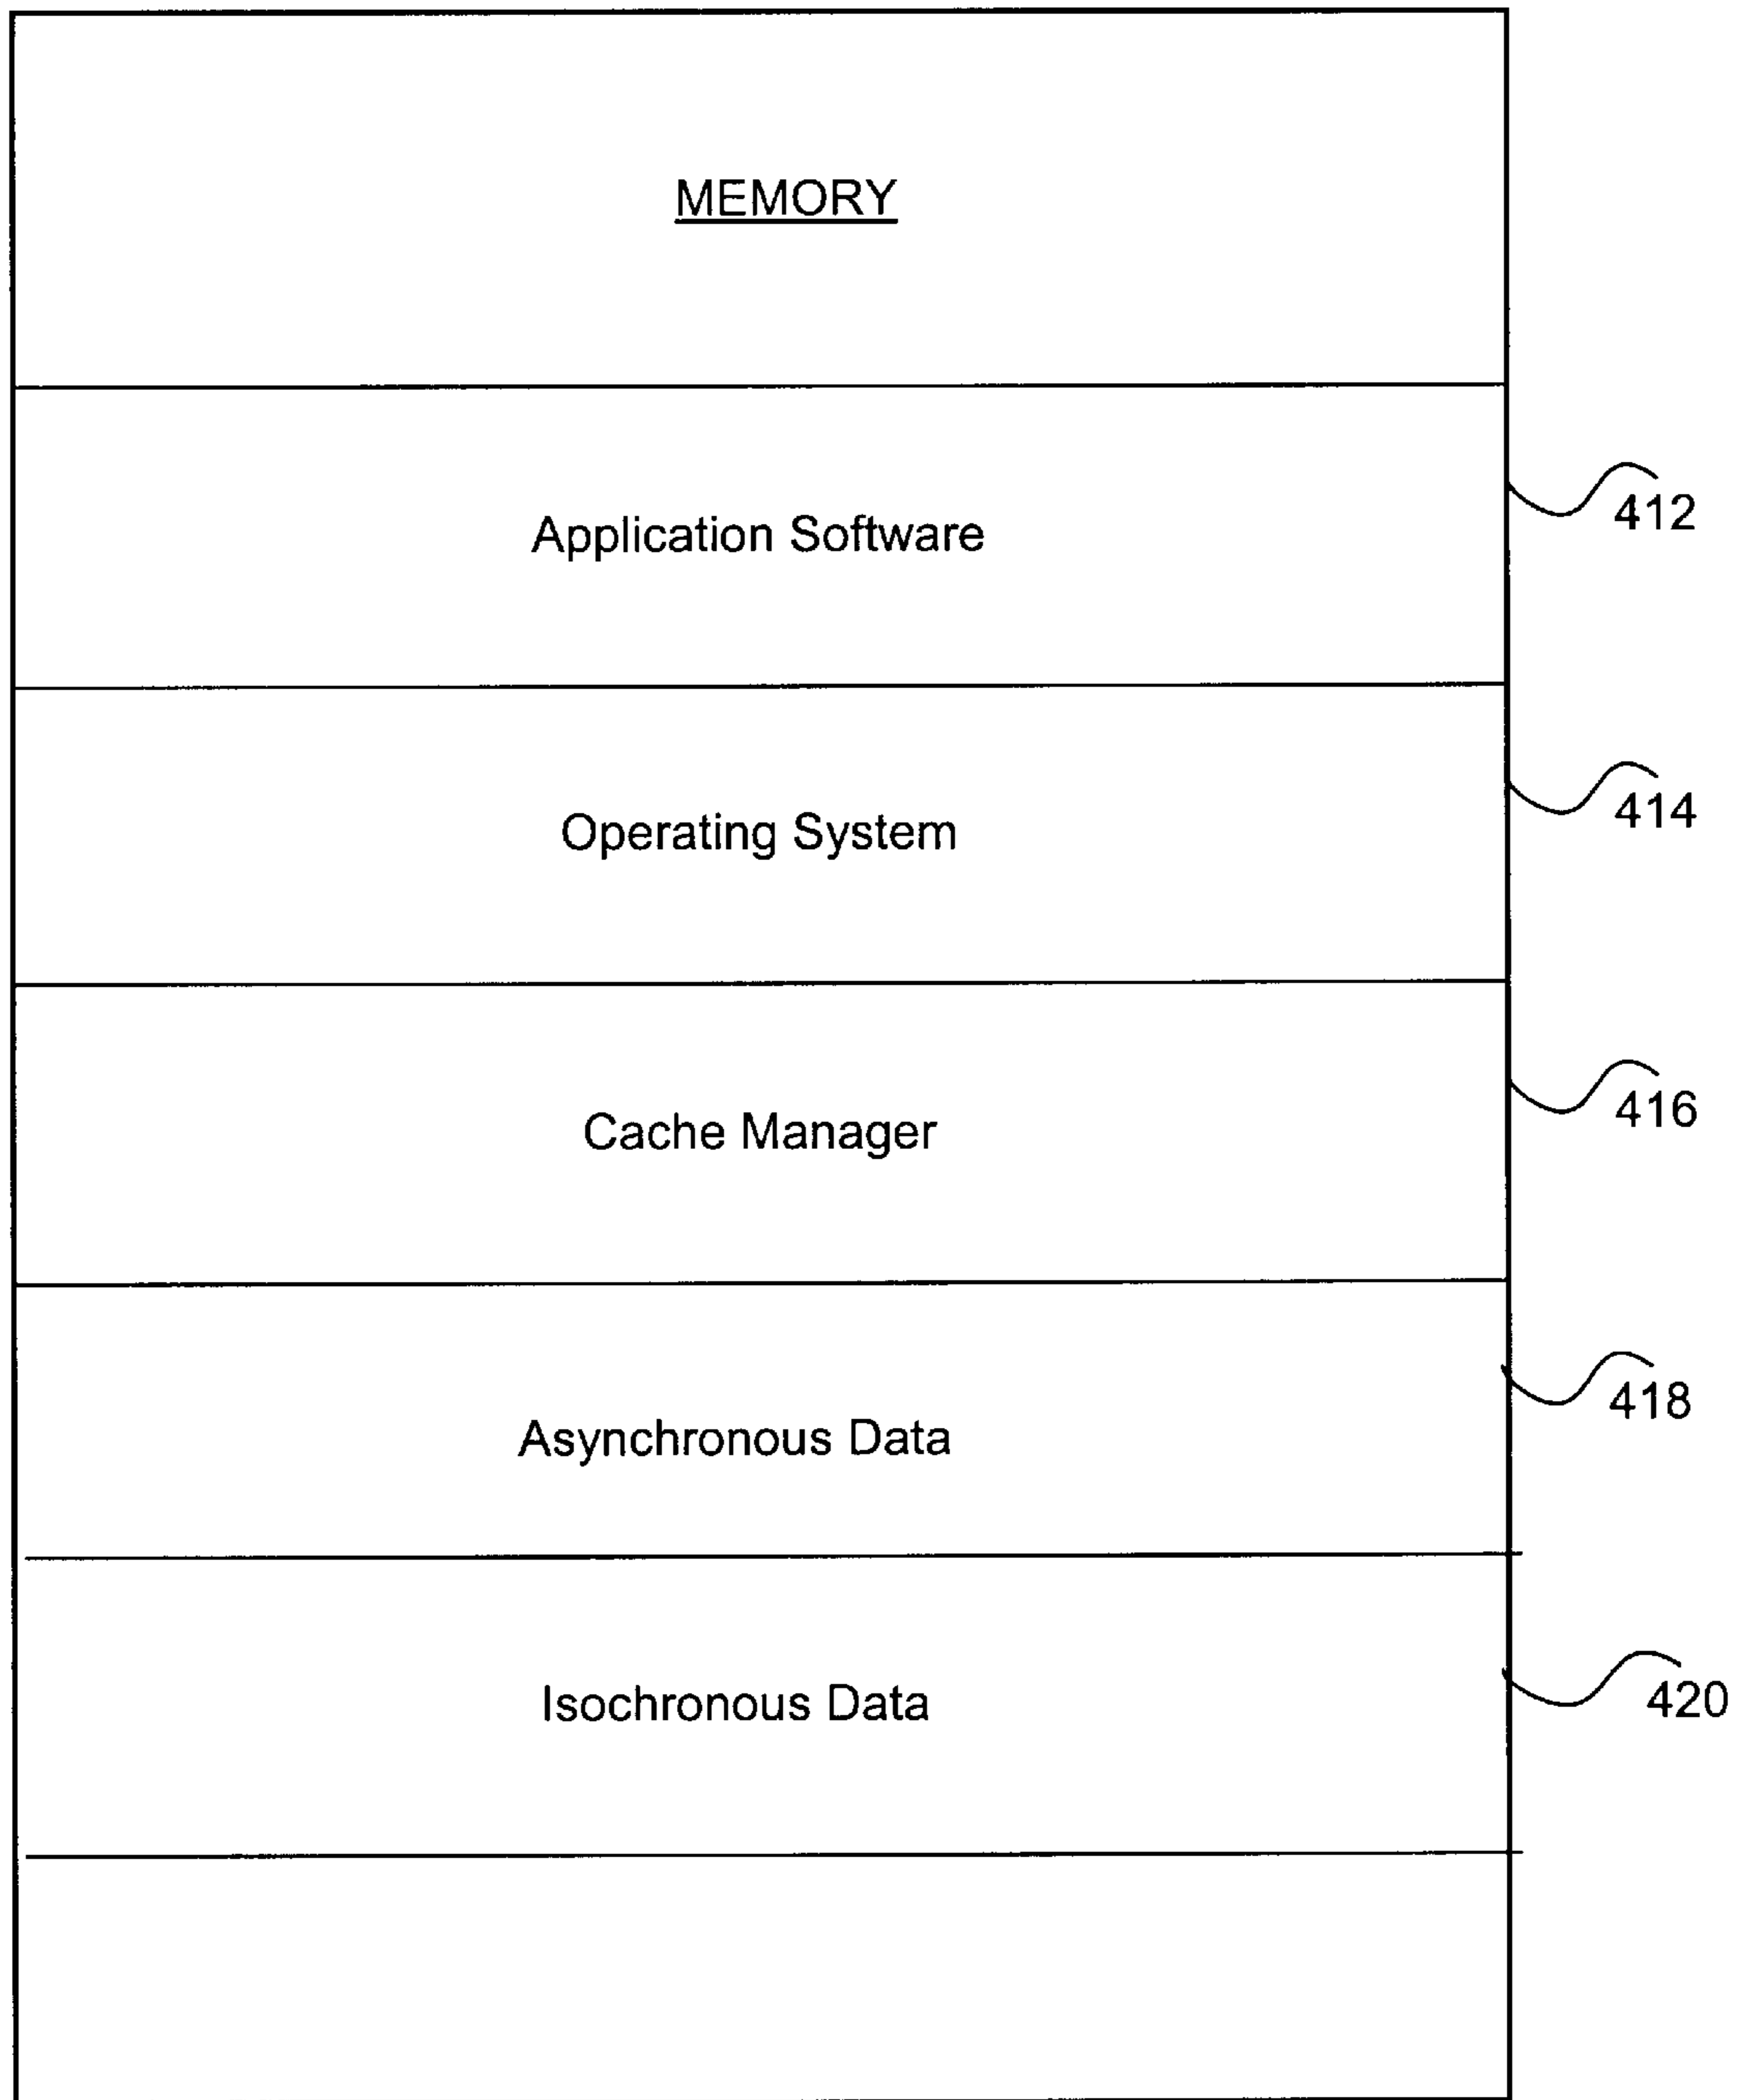 MEMORY
Application Software
412
Operating System
414
Cache Manager
416
Asynchronous Data
418
Isochronous Data
420